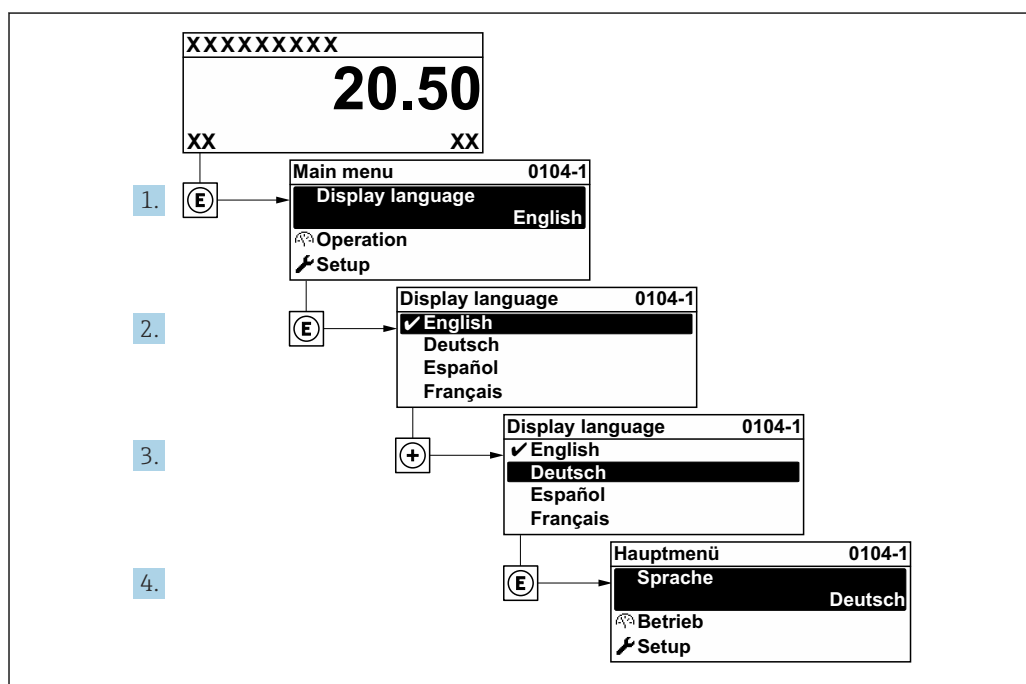 XXXXXXXXX
20.50
XX XX
1.
E
Main menu 0104-1
Display language
English
Operation
Setup
2.
E
Display language 0104-1
✔ English
Deutsch
Español
Français
3.
+
Display language 0104-1
✔ English
Deutsch
Español
Français
4.
E
Hauptmenü 0104-1
Sprache
Deutsch
Betrieb
Setup